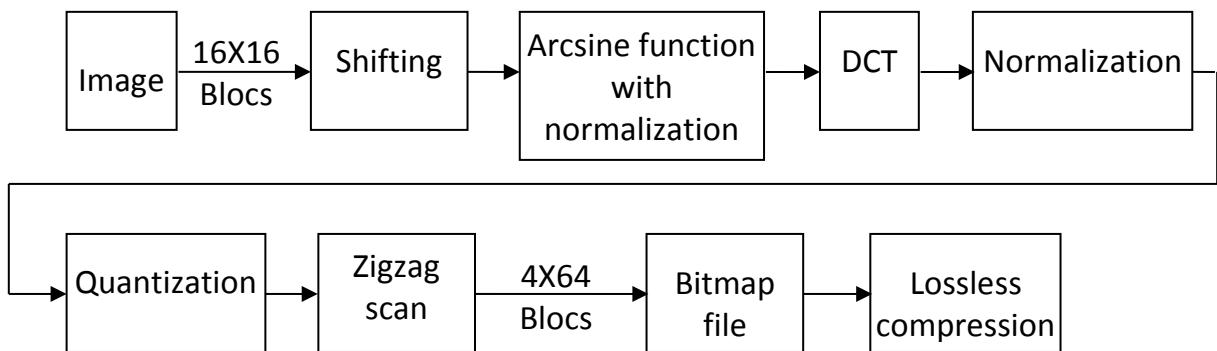 Image
16X16
Blocs
Shifting
Arcsine function
with
normalization
DCT
Normalization
Quantization
Zigzag
scan
4X64
Blocs
Bitmap
file
Lossless
compression